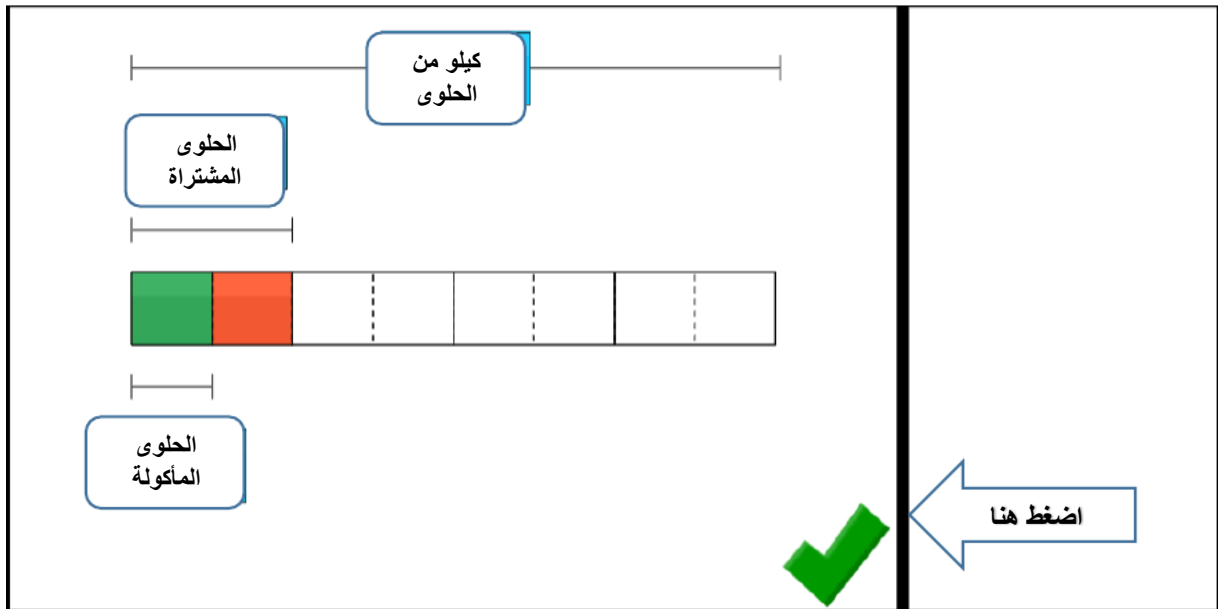 كيلو من
الحلوى
الحلوى
المشتراة
الحلوى
المأكولة
اضغط هنا